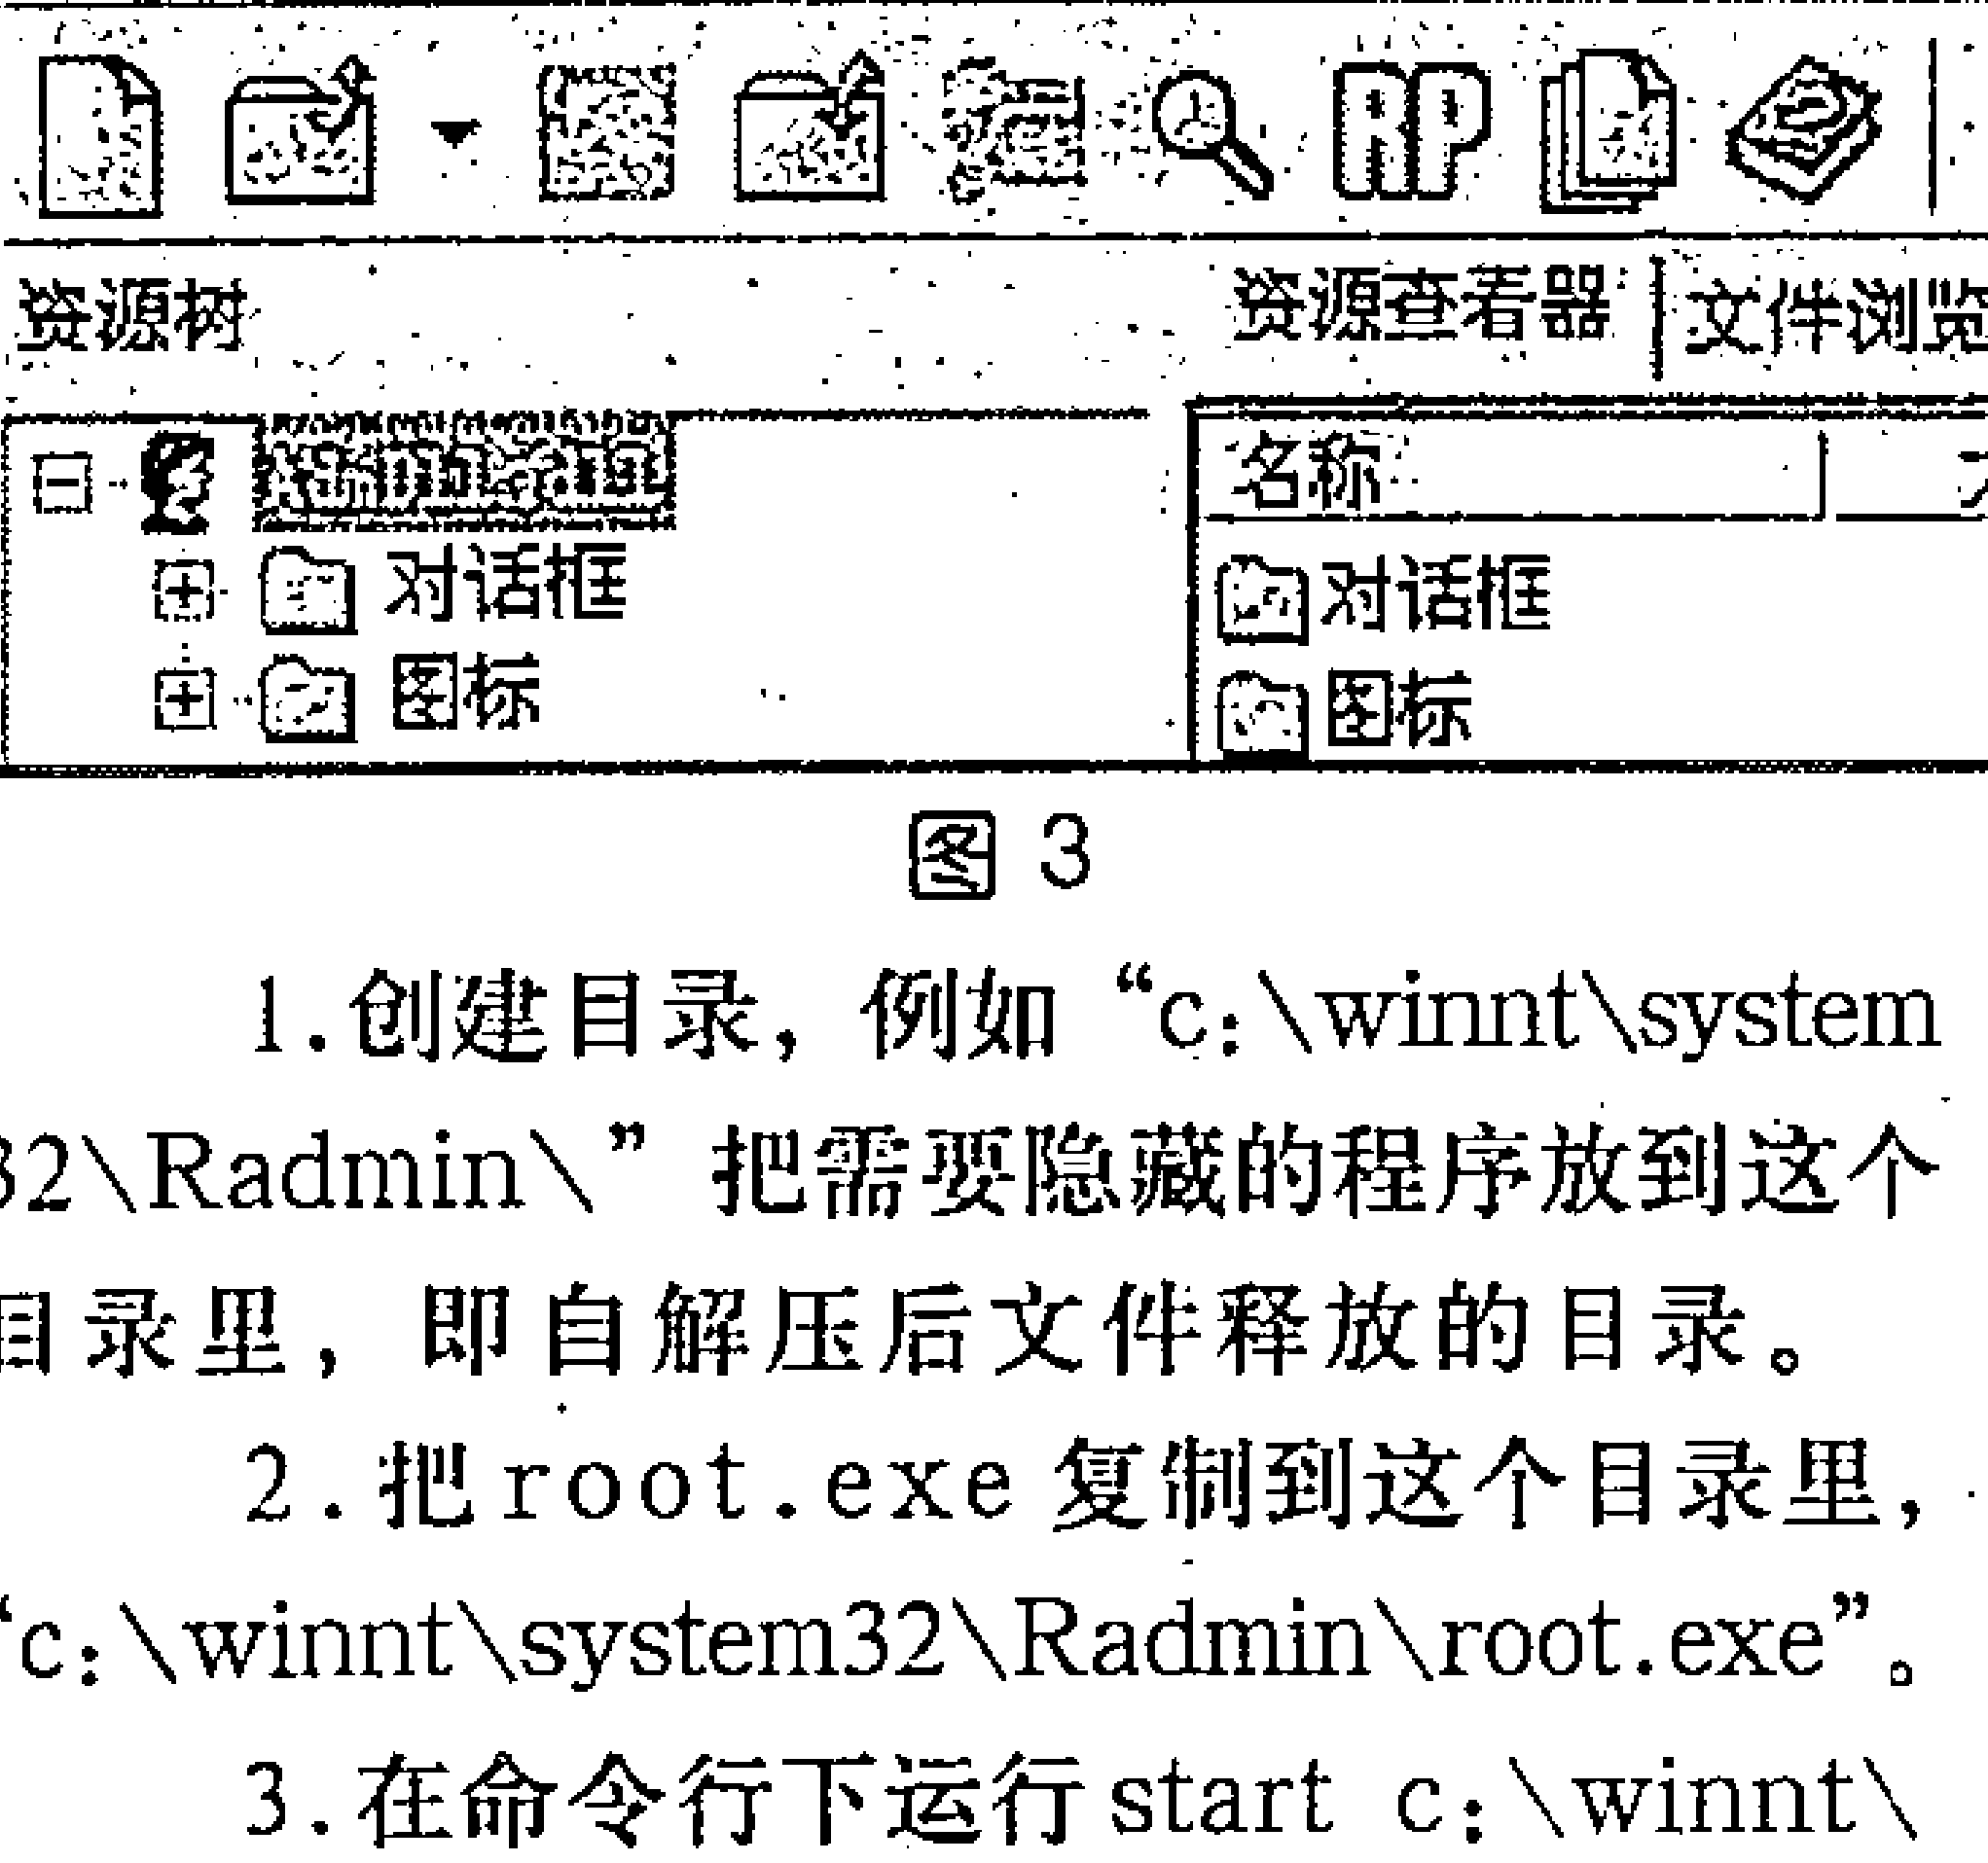 RP
资源树 资源查看器 文件浏览
名称
对话框 对话框
图标 图标
图 3
1.创建目录，例如“c:\winnt\system
32\Radmin\”把需要隐藏的程序放到这个
目录里，即自解压后文件释放的目录。
2.把root.exe复制到这个目录里，
“c:\winnt\system32\Radmin\root.exe”。
3.在命令行下运行start c:\winnt\